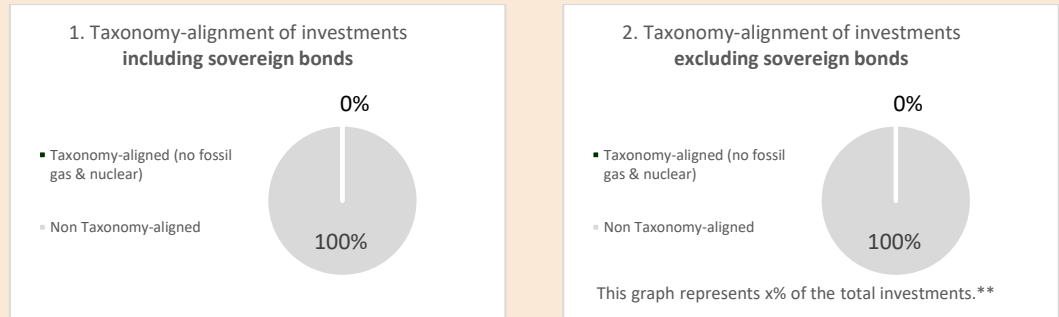 1. Taxonomy-alignment of investments
including sovereign bonds
0%
Taxonomy-aligned (no fossil
gas & nuclear)
Non Taxonomy-aligned
100%
2. Taxonomy-alignment of investments
excluding sovereign bonds
0%
Taxonomy-aligned (no fossil
gas & nuclear)
Non Taxonomy-aligned
100%
This graph represents x% of the total investments.**